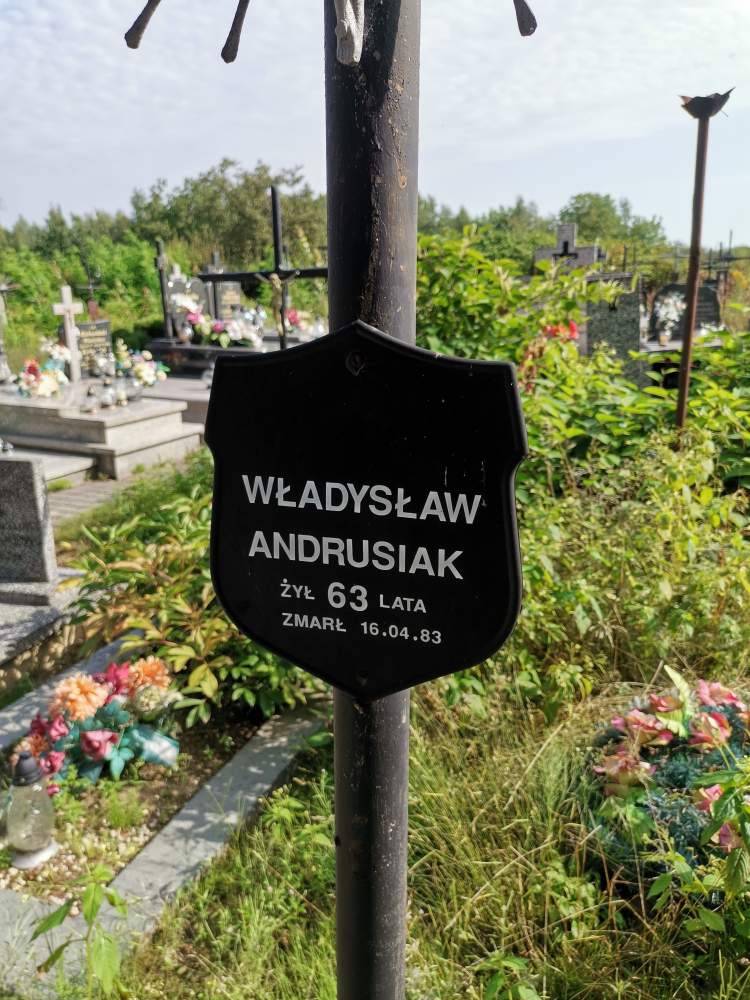 WŁADYSŁAW
ANDRUSIAK
ŻYŁ 63 LATA
ZMARŁ 16.04.83